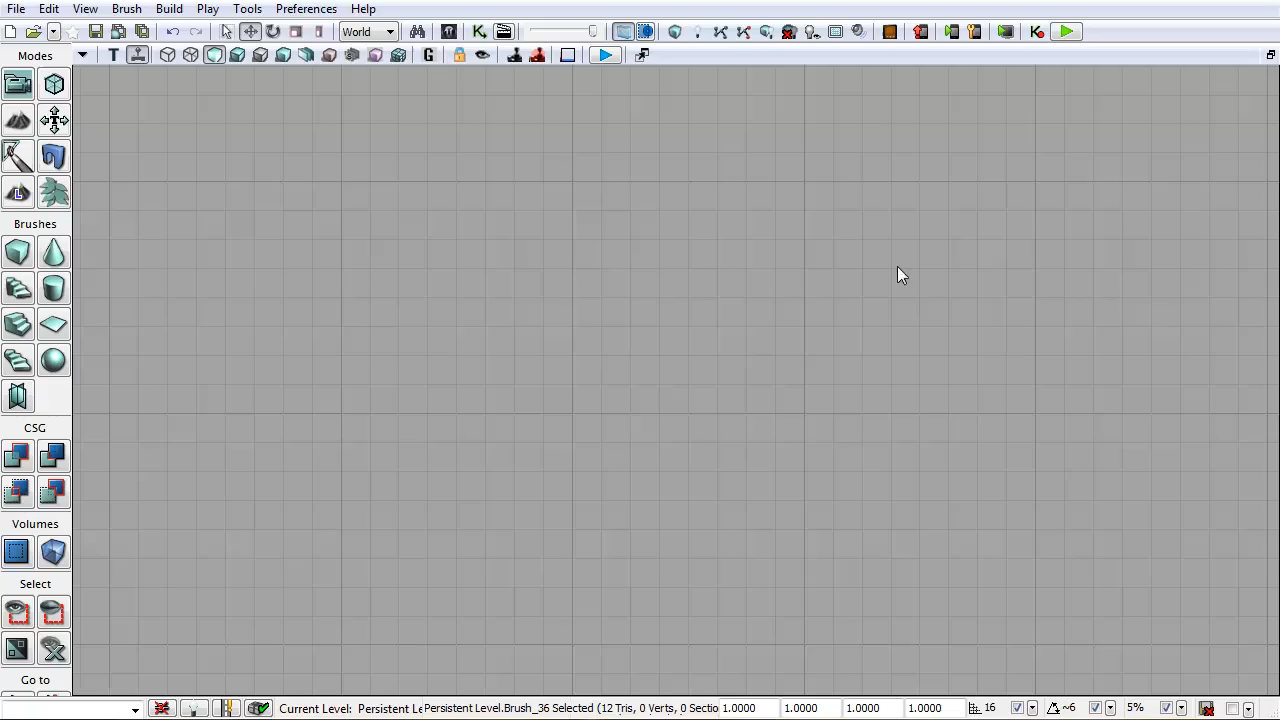 File Edit View Brush Play Tools Preferences Help
World
Modes
T G
L
Brushes
CSG
Volumes
Select
Go to
Current Level: Persistent Le Persistent Level.Brush_36 Selected (12 Tris, 0 Verts, 0 Sectio 1.0000 1.0000 1.0000 1.0000 16 ~6 5%